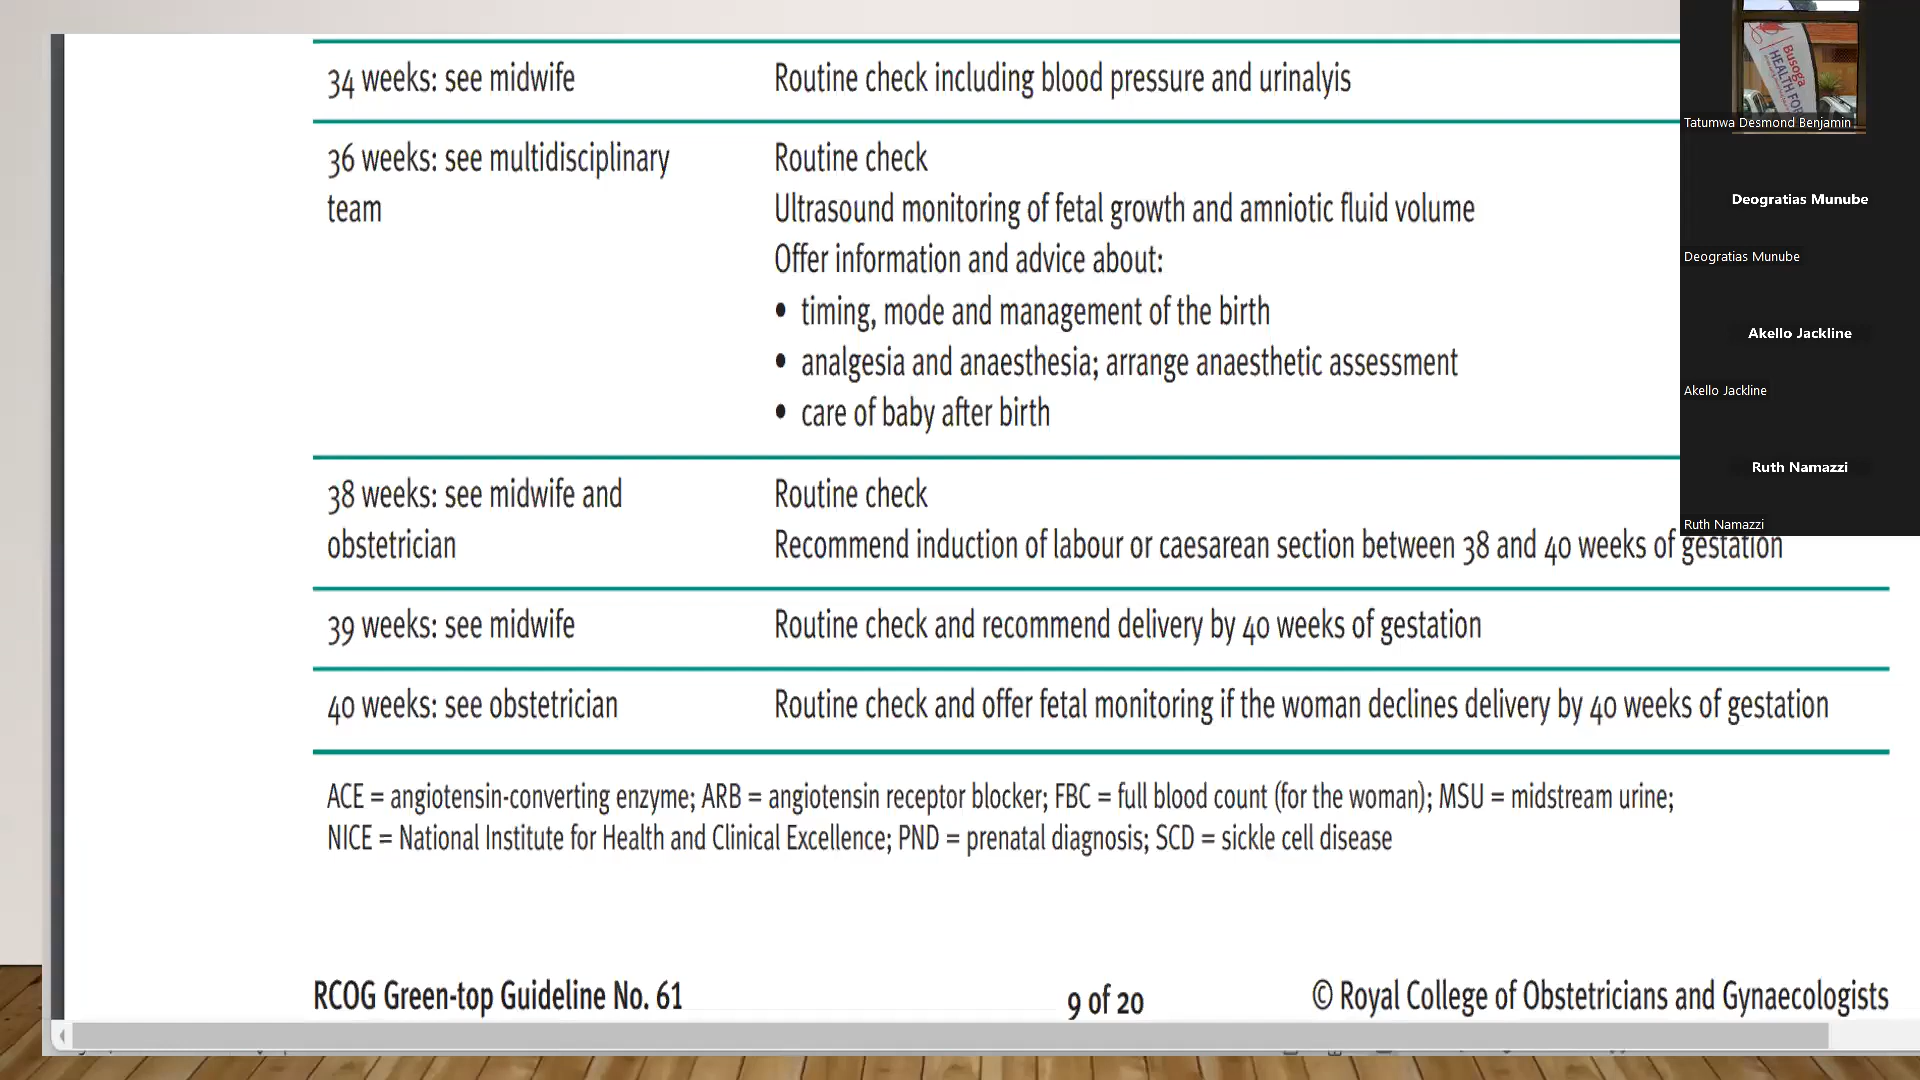 34 weeks: see midwife
Routine check including blood pressure and urinalyis
36 weeks: see multidisciplinary
team
Routine check
Ultrasound monitoring of fetal growth and amniotic fluid volume
Offer information and advice about:
• timing, mode and management of the birth
• analgesia and anaesthesia; arrange anaesthetic assessment
• care of baby after birth
38 weeks: see midwife and
obstetrician
Routine check
Recommend induction of labour or caesarean section between 38 and 40 weeks of gestation
39 weeks: see midwife
Routine check and recommend delivery by 40 weeks of gestation
40 weeks: see obstetrician
Routine check and offer fetal monitoring if the woman declines delivery by 40 weeks of gestation
ACE = angiotensin-converting enzyme; ARB = angiotensin receptor blocker; FBC = full blood count (for the woman); MSU = midstream urine;
NICE = National Institute for Health and Clinical Excellence; PND = prenatal diagnosis; SCD = sickle cell disease
RCOG Green-top Guideline No. 61
9 of 20
© Royal College of Obstetricians and Gynaecologists
Busoga
HEALTH FOR
Tatumwa Desmond Benjamin
Deogratias Munube
Deogratias Munube
Akello Jackline
Akello Jackline
Ruth Namazzi
Ruth Namazzi